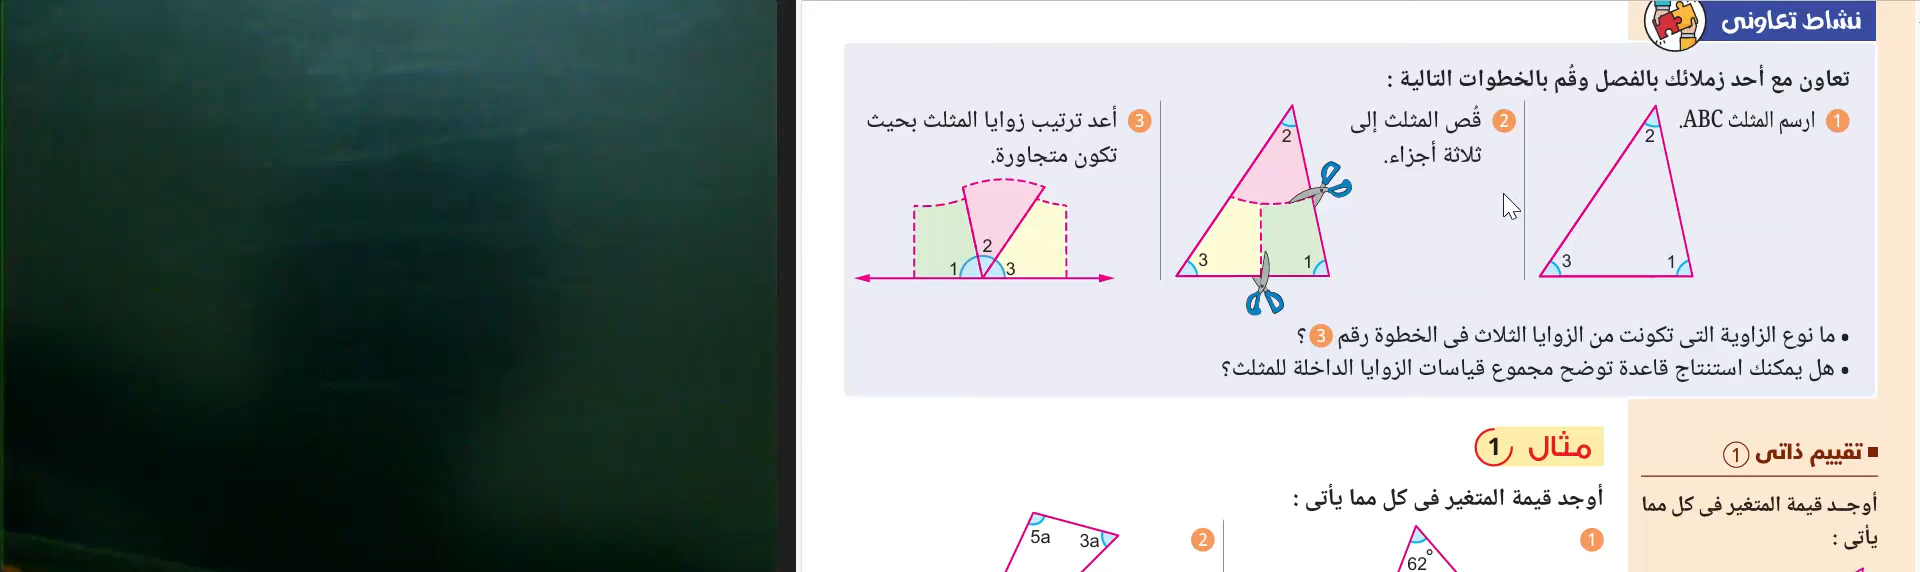 نشاط تعاونى
تعاون مع أحد زملائك بالفصل وقُم بالخطوات التالية :
1 ارسم المثلث ABC.
2
3
1
2 قُص المثلث إلى
ثلاثة أجزاء.
2
3
1
3 أعد ترتيب زوايا المثلث بحيث
تكون متجاورة.
2
1
3
• ما نوع الزاوية التى تكونت من الزوايا الثلاث فى الخطوة رقم 3 ؟
• هل يمكنك استنتاج قاعدة توضح مجموع قياسات الزوايا الداخلة للمثلث؟
مثال 1
أوجد قيمة المتغير فى كل مما يأتى :
1
62°
2
5a
3a
تقييم ذاتى 1
أوجـد قيمة المتغير فى كل مما
يأتى :